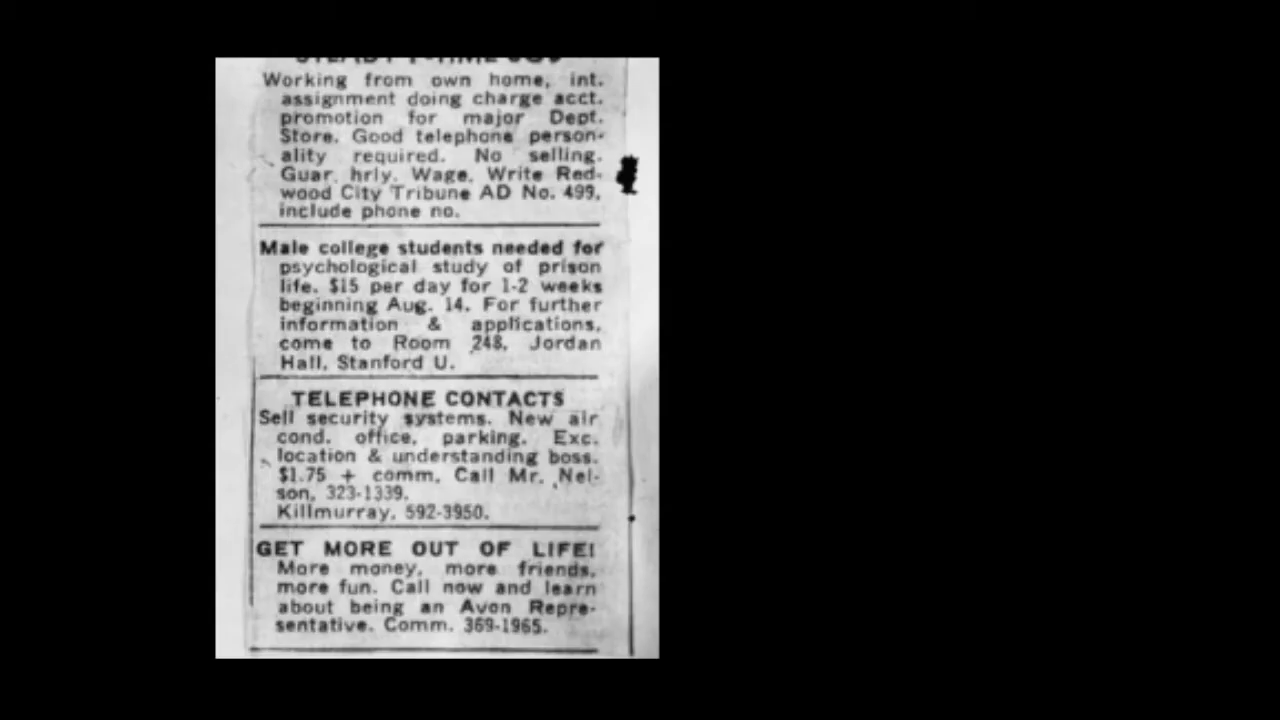 Working from own home, int.
assignment doing charge acct.
promotion for major Dept.
Store. Good telephone person-
ality required. No selling.
Guar. hrly. Wage. Write Red-
wood City Tribune AD No. 499,
include phone no.
Male college students needed for
psychological study of prison
life. $15 per day for 1-2 weeks
beginning Aug. 14. For further
information & applications,
come to Room 248, Jordan
Hall, Stanford U.
TELEPHONE CONTACTS
Sell security systems. New air
cond. office, parking. Exc.
location & understanding boss.
$1.75 + comm, Call Mr. Nel-
son, 323-1339.
Killmurray, 592-3950.
GET MORE OUT OF LIFE!
More money, more friends,
more fun. Call now and learn
about being an Avon Repre-
sentative. Comm. 369-1965.